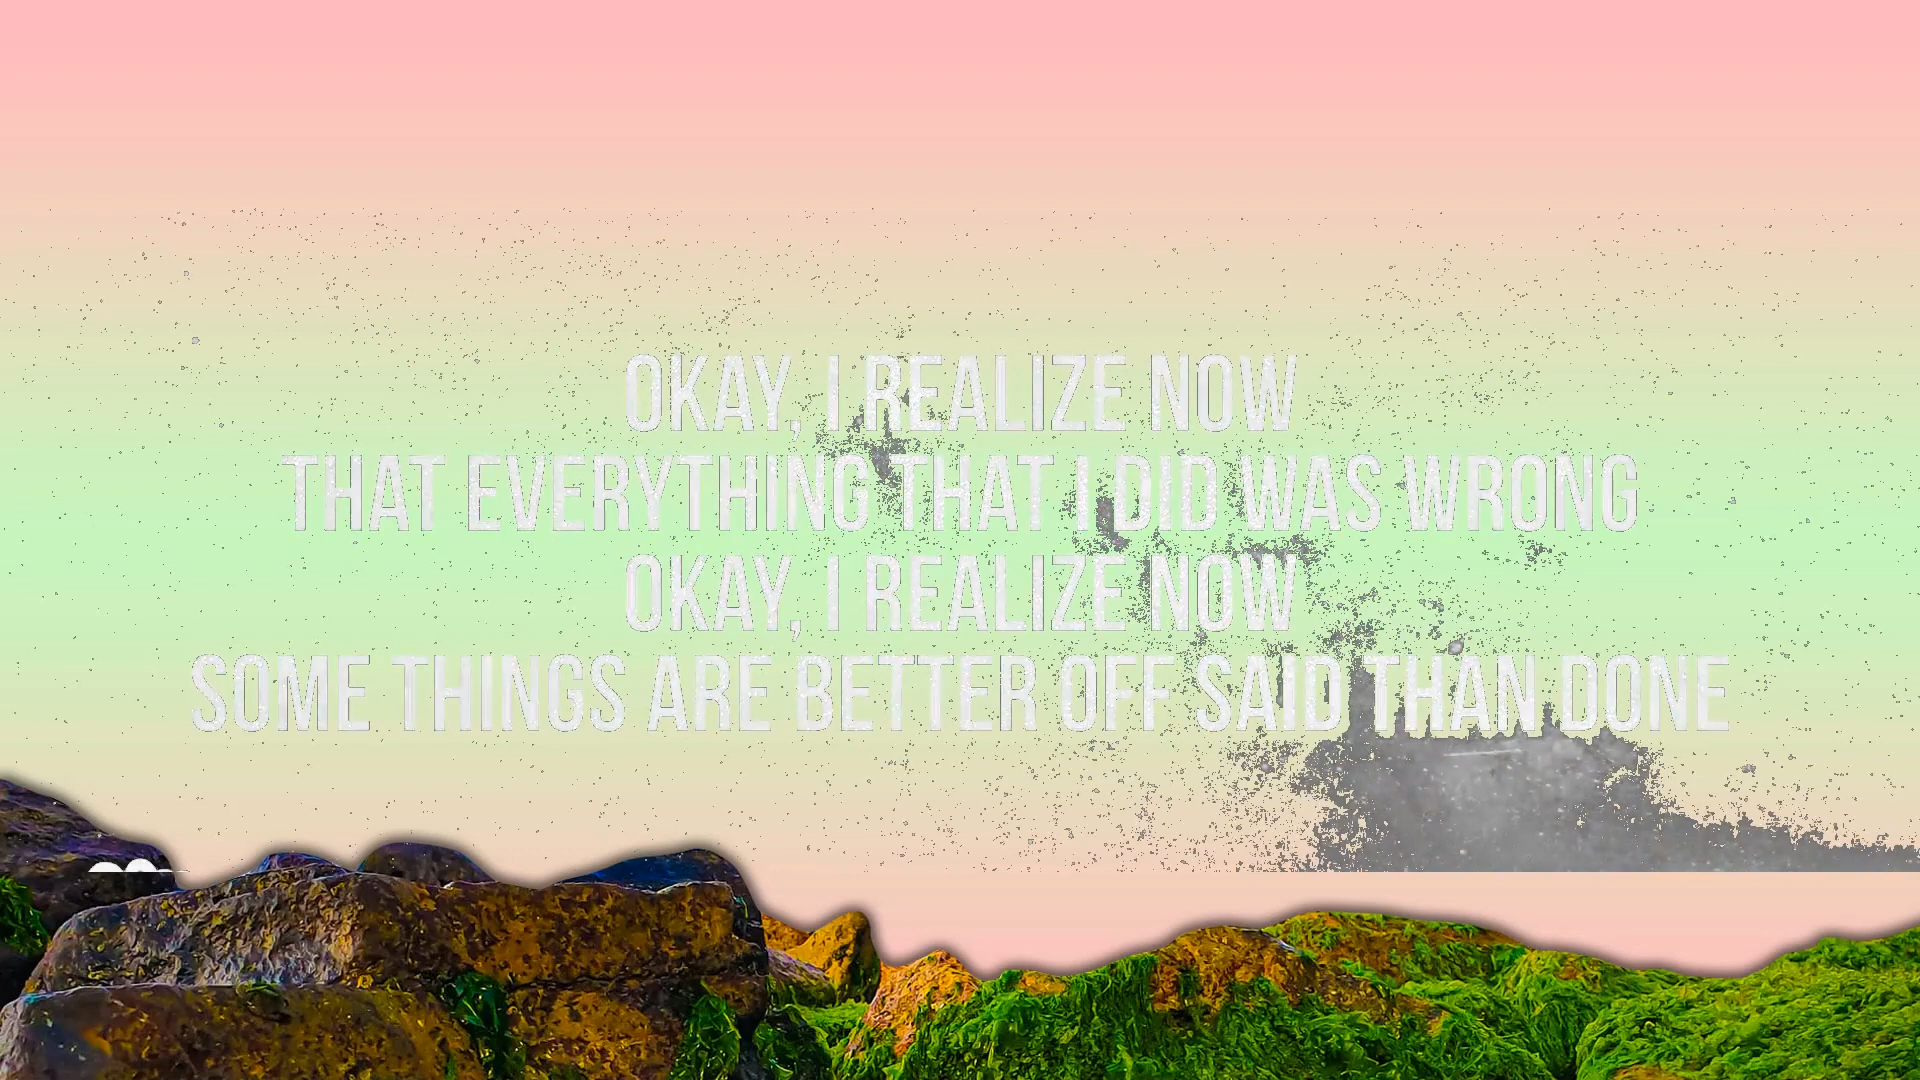 OKAY, I REALIZE NOW
THAT EVERYTHING THAT I DID WAS WRONG
OKAY, I REALIZE NOW
SOME THINGS ARE BETTER OFF SAID THAN DONE